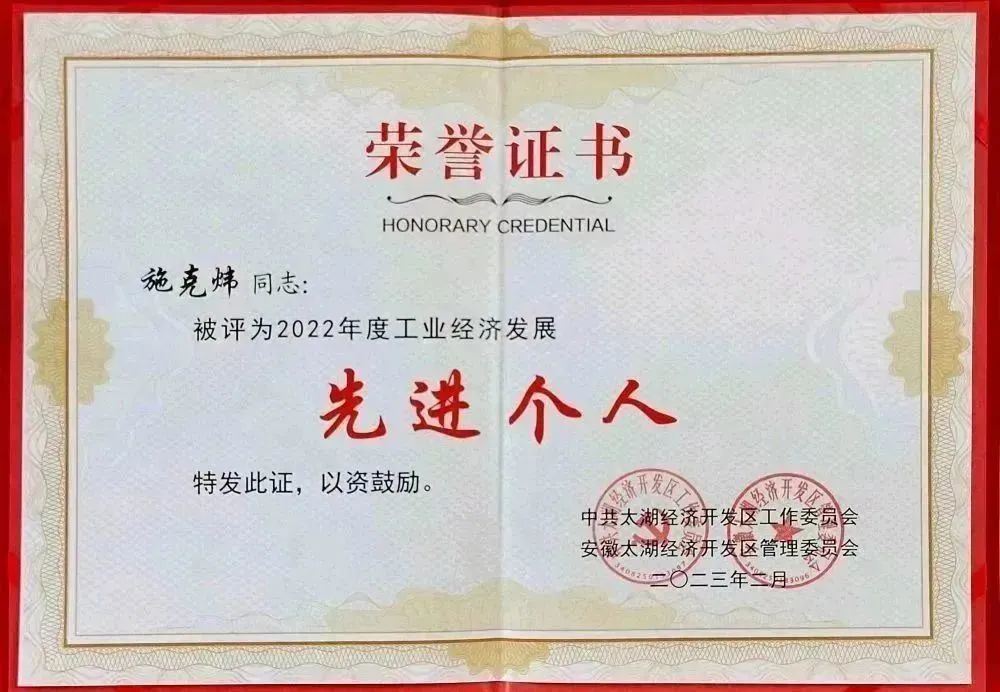 荣誉证书
HONORARY CREDENTIAL
施克炜 同志:
被评为2022年度工业经济发展
先进个人
特发此证，以资鼓励。
中共太湖经济开发区工作委员会
安徽太湖经济开发区管理委员会
二〇二三年二月